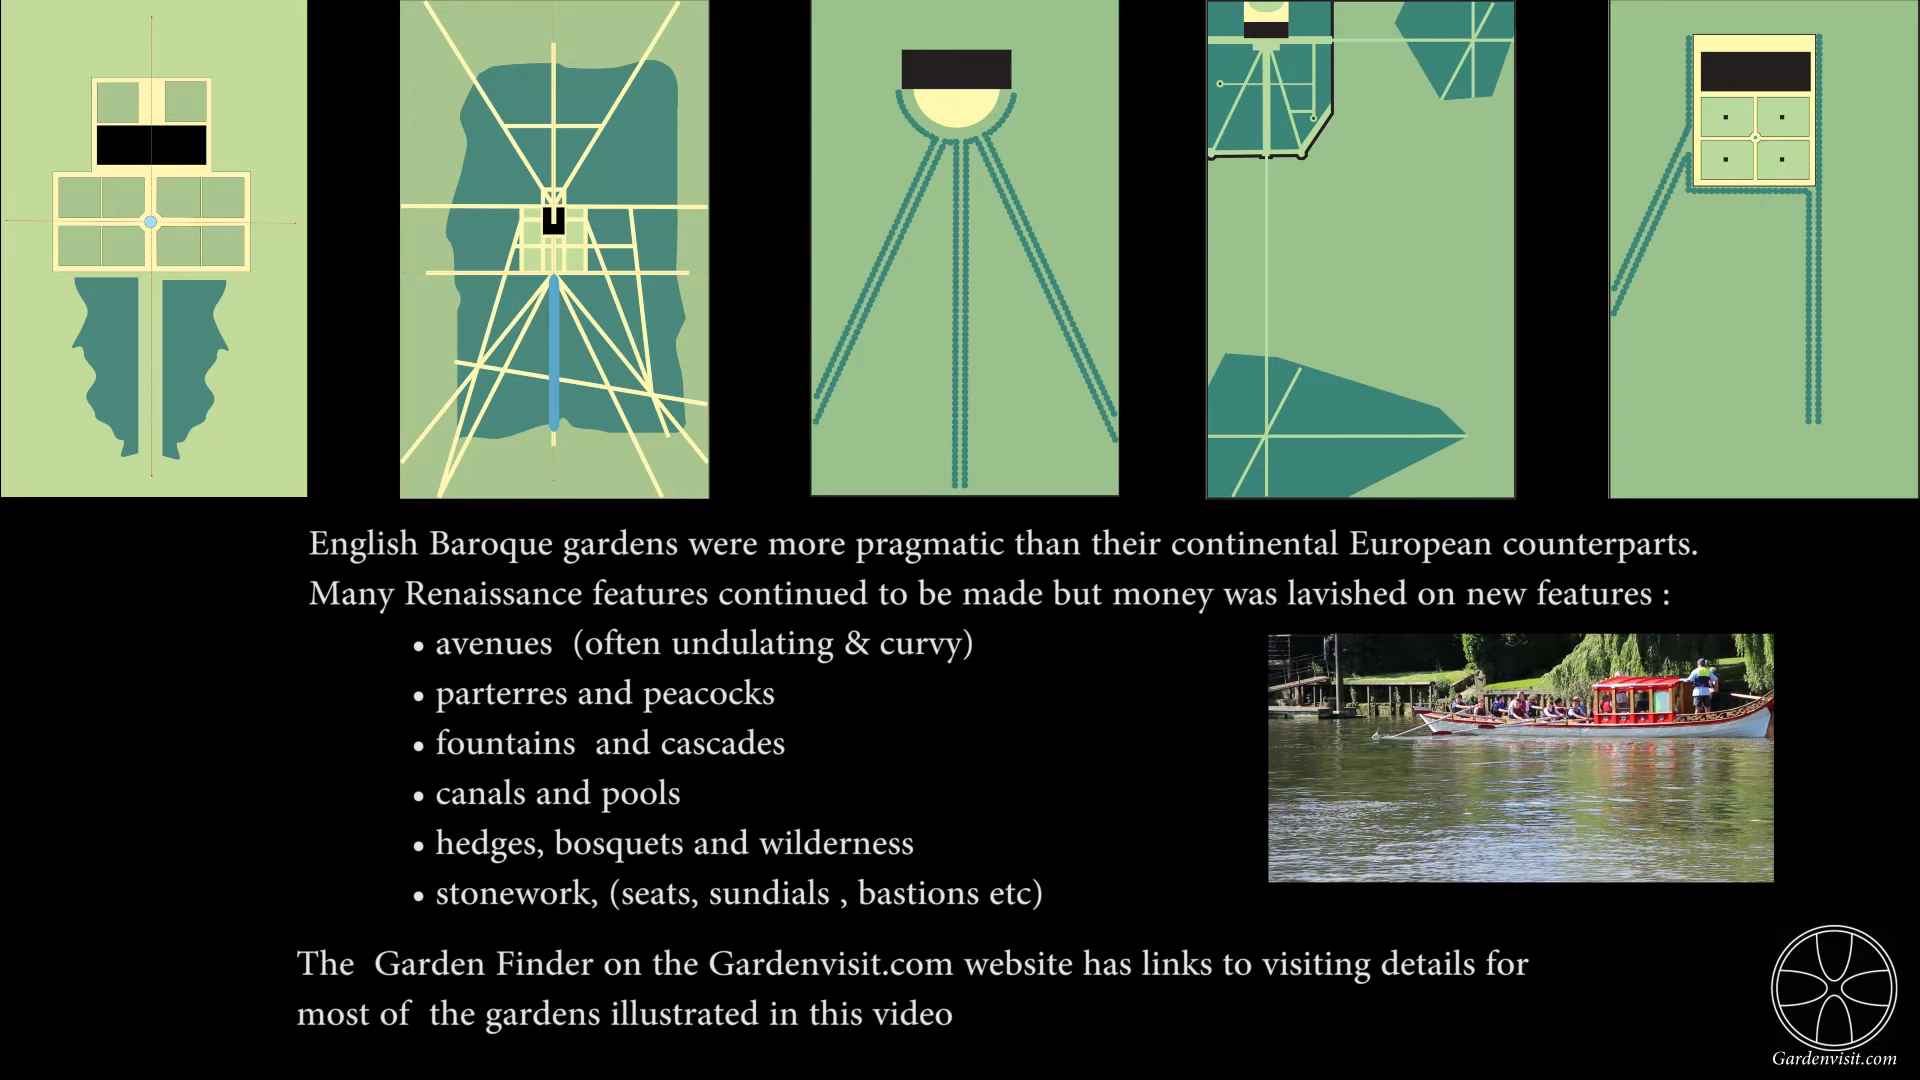 English Baroque gardens were more pragmatic than their continental European counterparts.
Many Renaissance features continued to be made but money was lavished on new features :
• avenues (often undulating & curvy)
• parterres and peacocks
• fountains and cascades
• canals and pools
• hedges, bosquets and wilderness
• stonework, (seats, sundials , bastions etc)
The Garden Finder on the Gardenvisit.com website has links to visiting details for
most of the gardens illustrated in this video
Gardenvisit.com